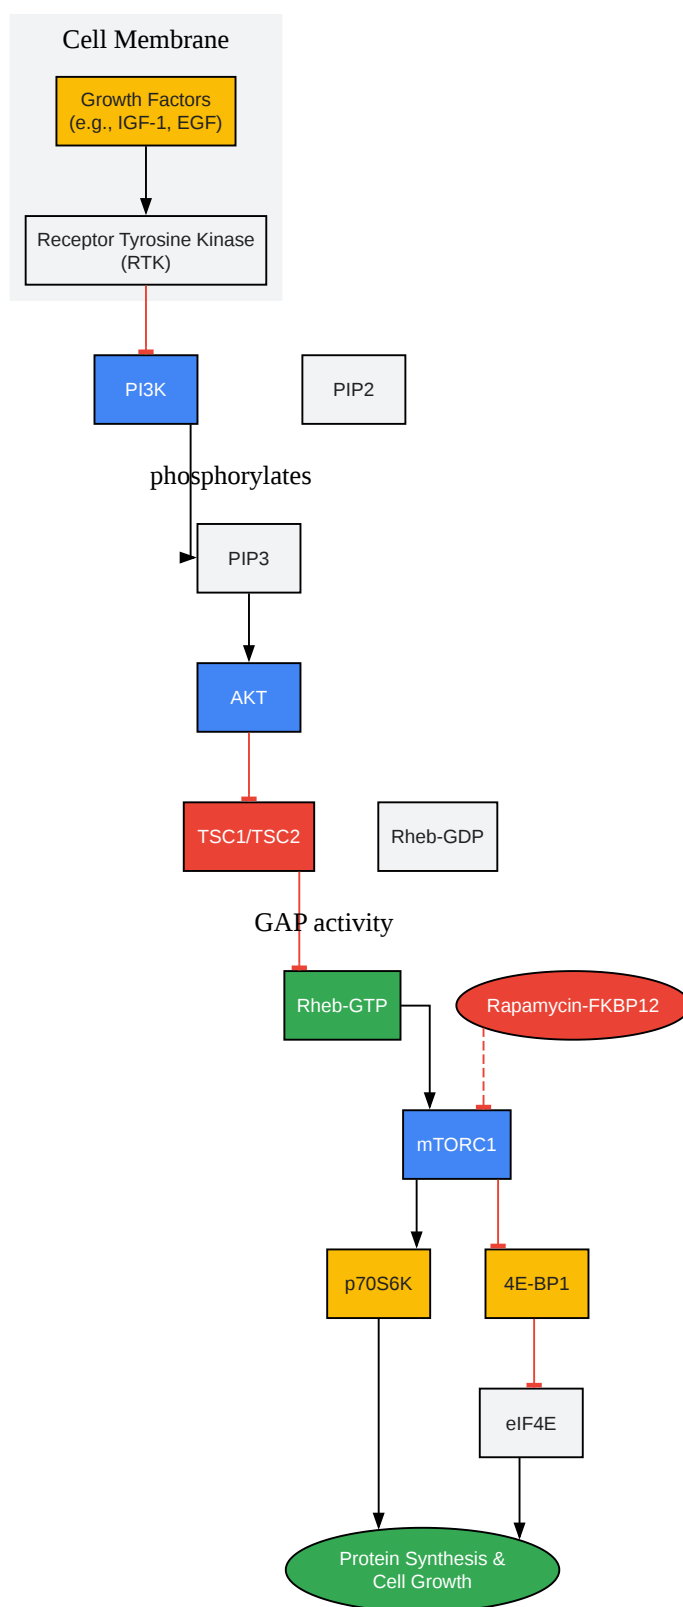 Cell Membrane
Growth Factors
(e.g., IGF-1, EGF)
Receptor Tyrosine Kinase
(RTK)
PI3K
PIP2
phosphorylates
PIP3
AKT
TSC1/TSC2
Rheb-GDP
GAP activity
Rheb-GTP
Rapamycin-FKBP12
mTORC1
p70S6K
4E-BP1
eIF4E
Protein Synthesis &
Cell Growth